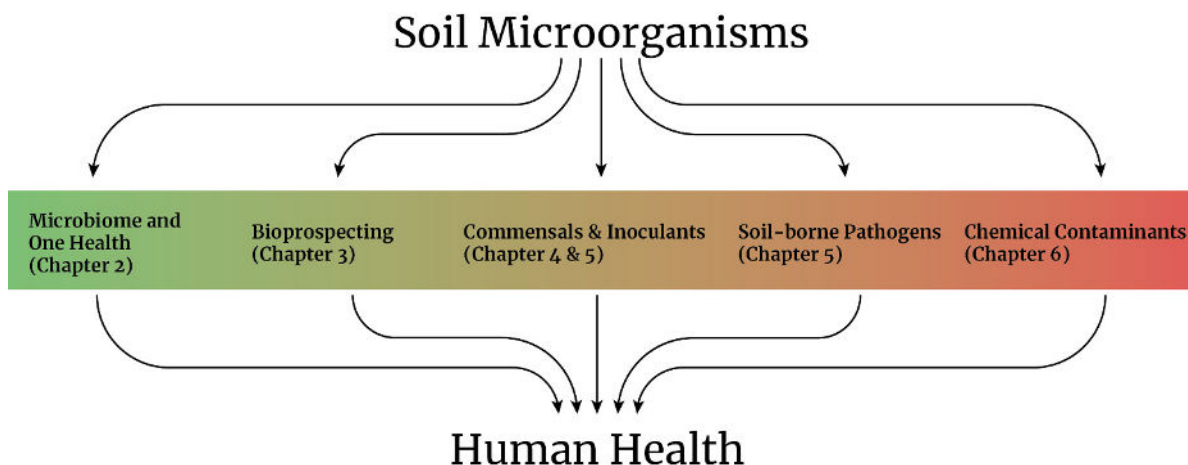 Soil Microorganisms
Microbiome and
One Health
(Chapter 2)
Bioprospecting
(Chapter 3)
Commensals & Inoculants
(Chapter 4 & 5)
Soil-borne Pathogens
(Chapter 5)
Chemical Contaminants
(Chapter 6)
Human Health